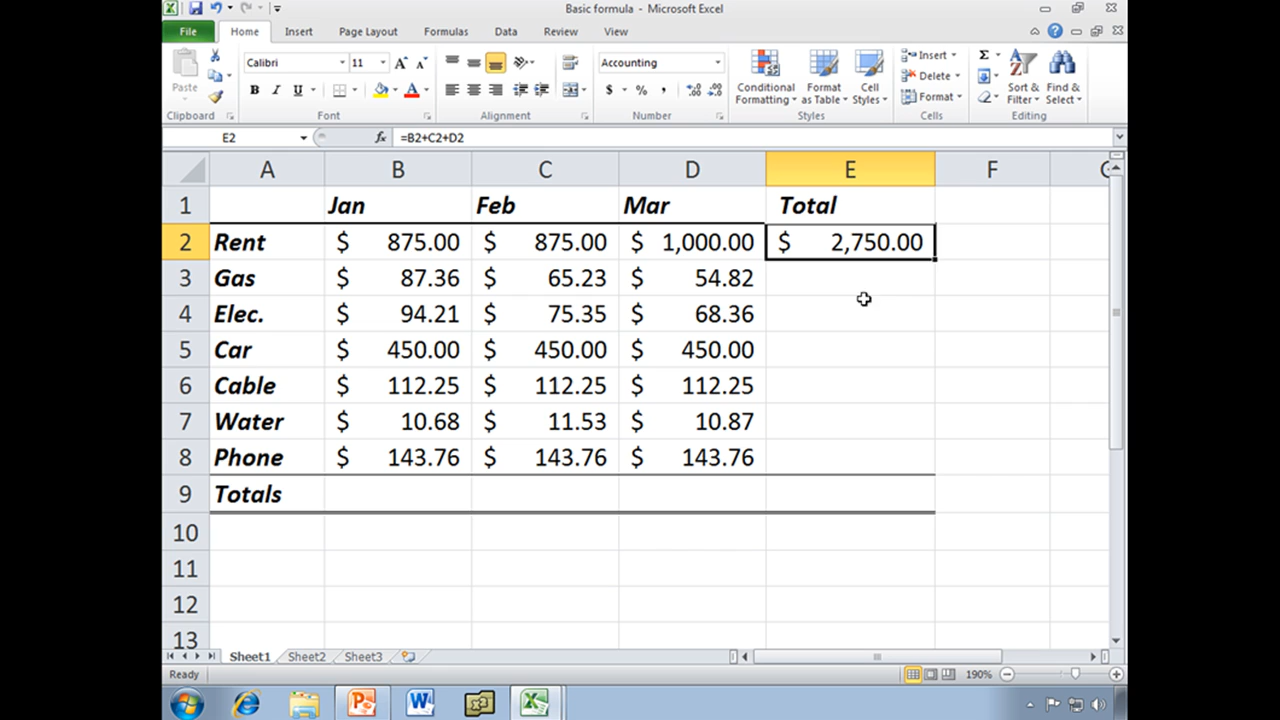 Basic formula - Microsoft Excel
File Home Insert Page Layout Formulas Data Review View
Calibri 11 A A Accounting Insert Σ
Paste B I U A $ % , .0 .00 .00 .0 Conditional Formatting Format as Table Cell Styles Delete Format Sort & Filter Find & Select
Clipboard Font Alignment Number Styles Cells Editing
E2 fx =B2+C2+D2
A B C D E F
1 Jan Feb Mar Total
2 Rent $ 875.00 $ 875.00 $ 1,000.00 $ 2,750.00
3 Gas $ 87.36 $ 65.23 $ 54.82
4 Elec. $ 94.21 $ 75.35 $ 68.36
5 Car $ 450.00 $ 450.00 $ 450.00
6 Cable $ 112.25 $ 112.25 $ 112.25
7 Water $ 10.68 $ 11.53 $ 10.87
8 Phone $ 143.76 $ 143.76 $ 143.76
9 Totals
10
11
12
13
Sheet1 Sheet2 Sheet3
Ready 190%